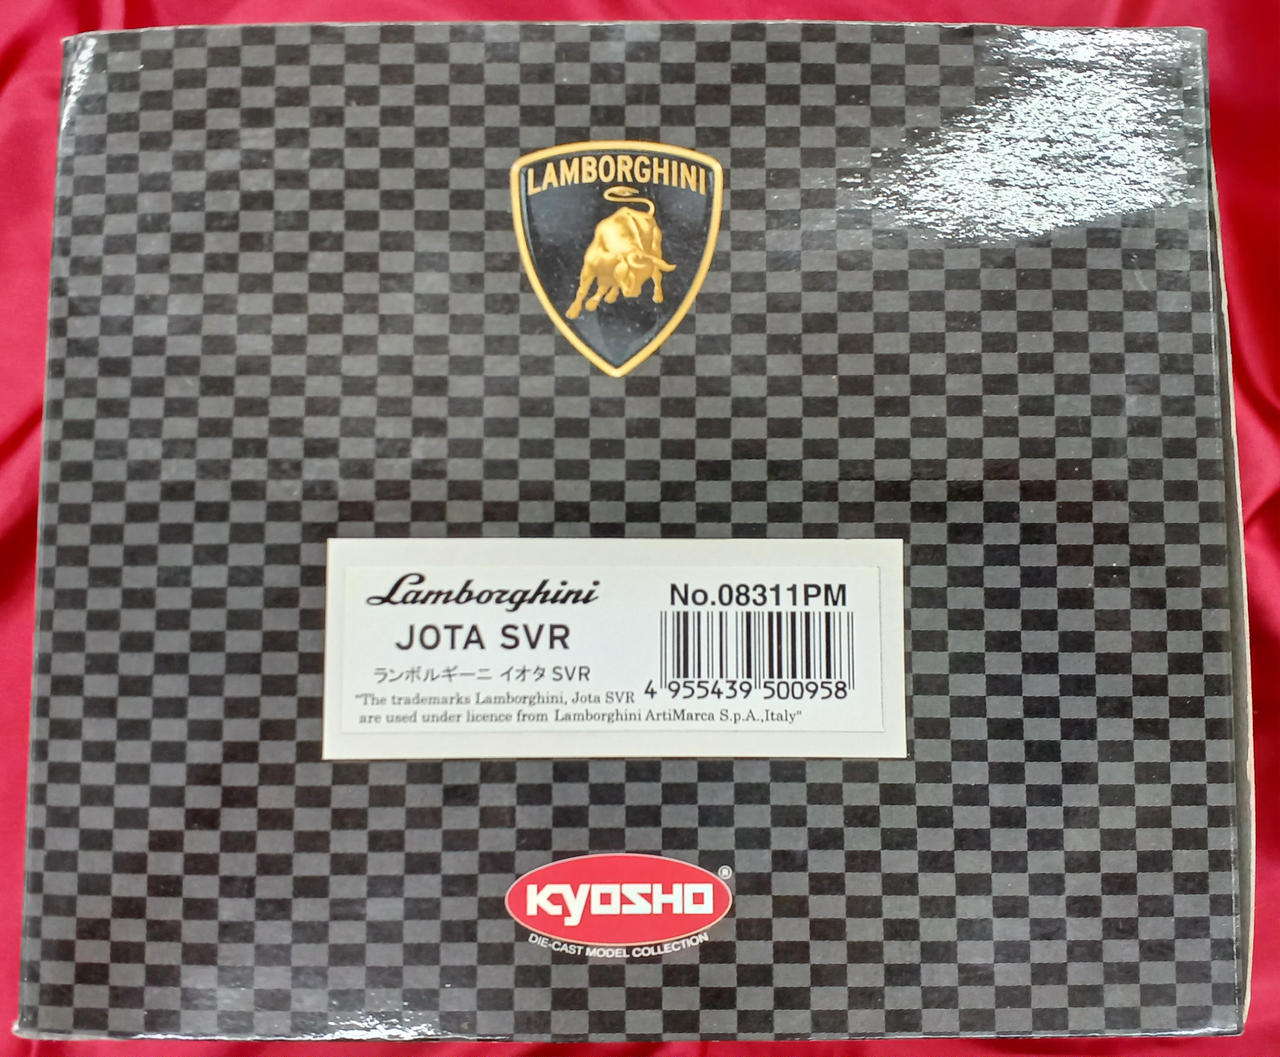 LAMBORGHINI
Lamborghini
JOTA SVR
ランボルギーニ イオタ SVR
No.08311PM
4 955439 500958
"The trademarks Lamborghini, Jota SVR
are used under licence from Lamborghini ArtiMarca S.p.A.,Italy"
KYOSHO ®
DIE-CAST MODEL COLLECTION